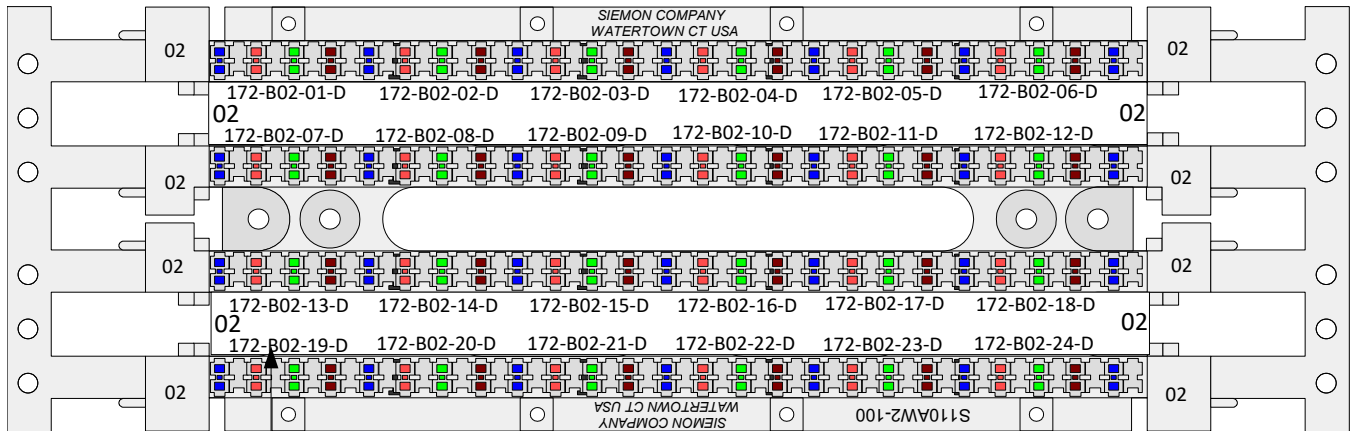 SIEMON COMPANY
WATERTOWN CT USA
02 02
172-B02-01-D 172-B02-02-D 172-B02-03-D 172-B02-04-D 172-B02-05-D 172-B02-06-D
02 02
172-B02-07-D 172-B02-08-D 172-B02-09-D 172-B02-10-D 172-B02-11-D 172-B02-12-D
02 02
02 02
172-B02-13-D 172-B02-14-D 172-B02-15-D 172-B02-16-D 172-B02-17-D 172-B02-18-D
02 02
172-B02-19-D 172-B02-20-D 172-B02-21-D 172-B02-22-D 172-B02-23-D 172-B02-24-D
02 02
SIEMON COMPANY
WATERTOWN CT USA
S110AW2-100